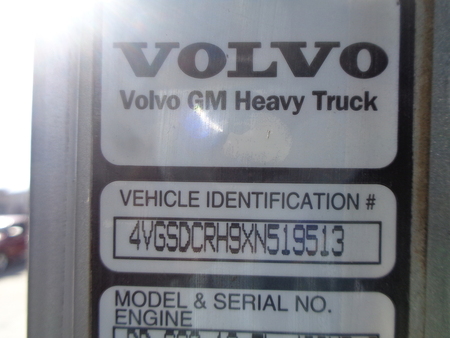 VOLVO
Volvo GM Heavy Truck
VEHICLE IDENTIFICATION #
4VGSDCRH9XN519513
MODEL & SERIAL NO.
ENGINE